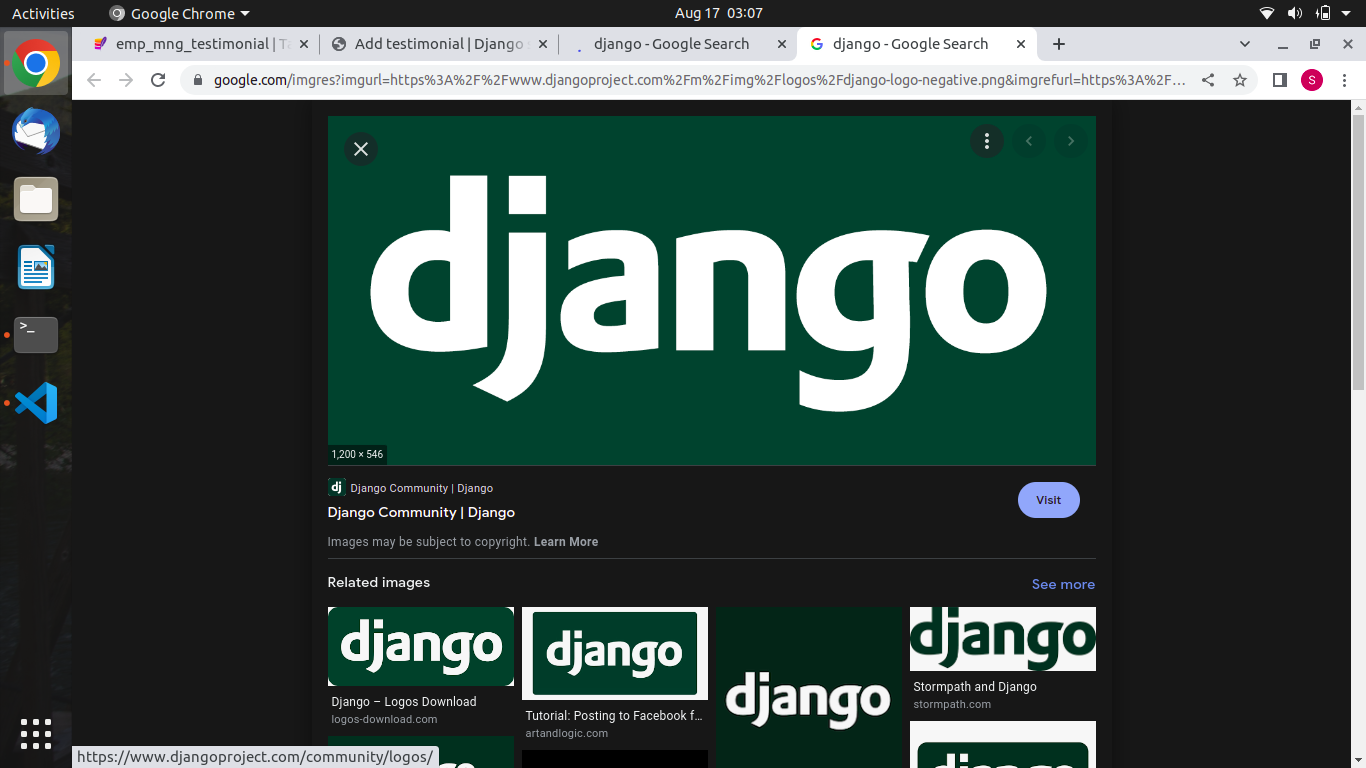 Activities
Google Chrome
Aug 17 03:07
emp_mng_testimonial | Ta
Add testimonial | Django s
django - Google Search
django - Google Search
google.com/imgres?imgurl=https%3A%2F%2Fwww.djangoproject.com%2Fm%2Fimg%2Flogos%2Fdjango-logo-negative.png&imgrefurl=https%3A%2F…
S
django
1,200 × 546
dj
Django Community | Django
Django Community | Django
Visit
Images may be subject to copyright. Learn More
Related images
See more
django
django
django
django
Django – Logos Download
logos-download.com
Tutorial: Posting to Facebook f…
artandlogic.com
Stormpath and Django
stormpath.com
https://www.djangoproject.com/community/logos/